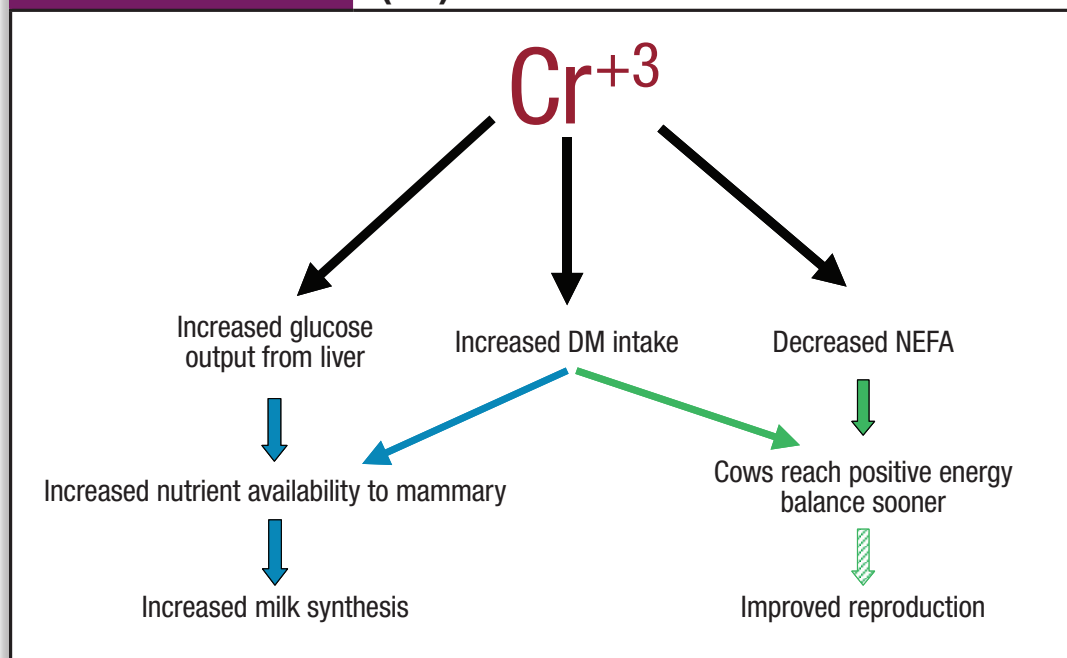 Cr+3
Increased glucose
output from liver
Increased DM intake
Decreased NEFA
Increased nutrient availability to mammary
Cows reach positive energy
balance sooner
Increased milk synthesis
Improved reproduction